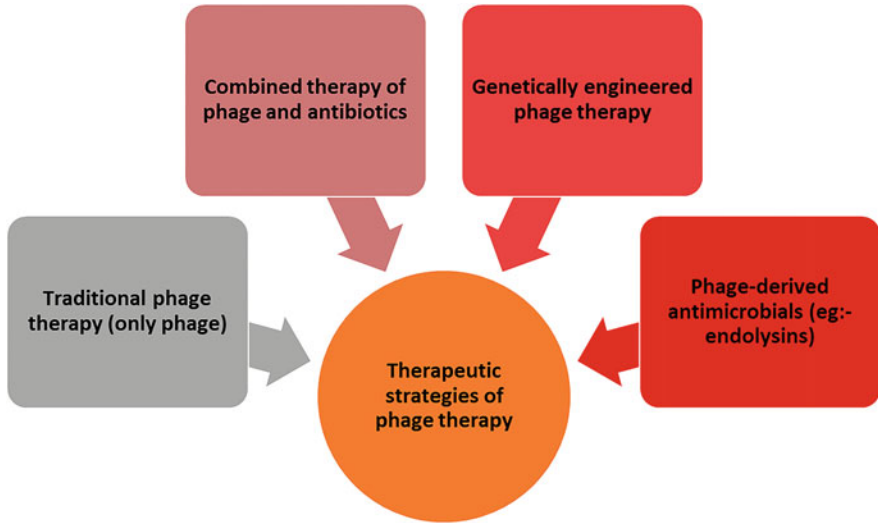 Combined therapy of
phage and antibiotics
Genetically engineered
phage therapy
Traditional phage
therapy (only phage)
Phage-derived
antimicrobials (eg:-
endolysins)
Therapeutic
strategies of
phage therapy